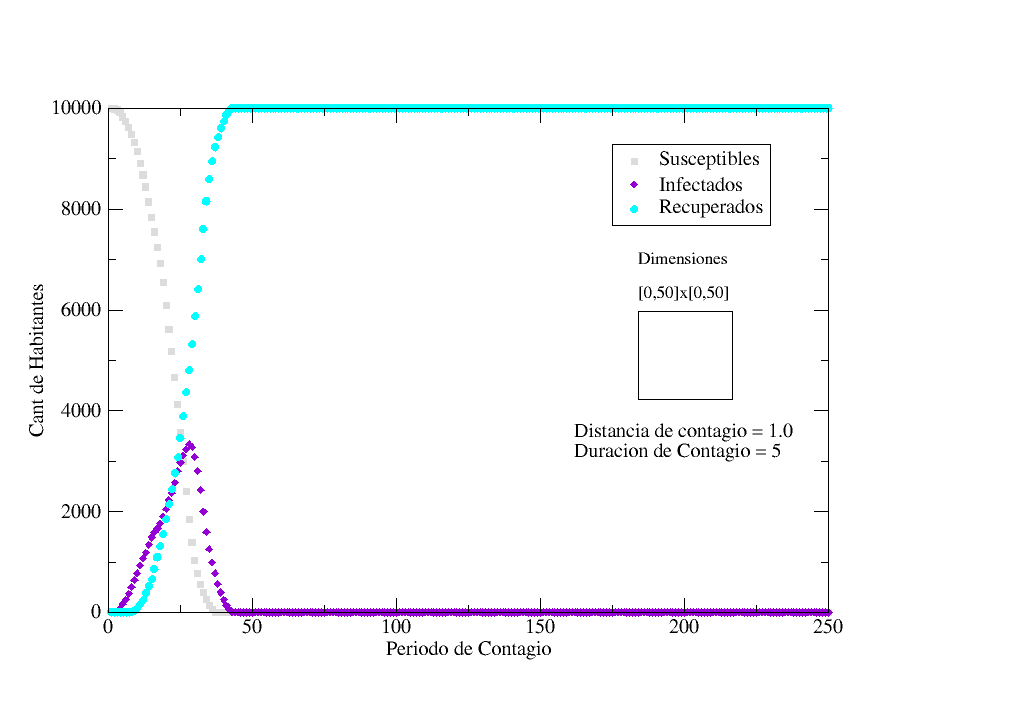 10000
8000
6000
4000
2000
0
Cant de Habitantes
0 50 100 150 200 250
Periodo de Contagio
Susceptibles
Infectados
Recuperados
Dimensiones
[0,50]x[0,50]
Distancia de contagio = 1.0
Duracion de Contagio = 5